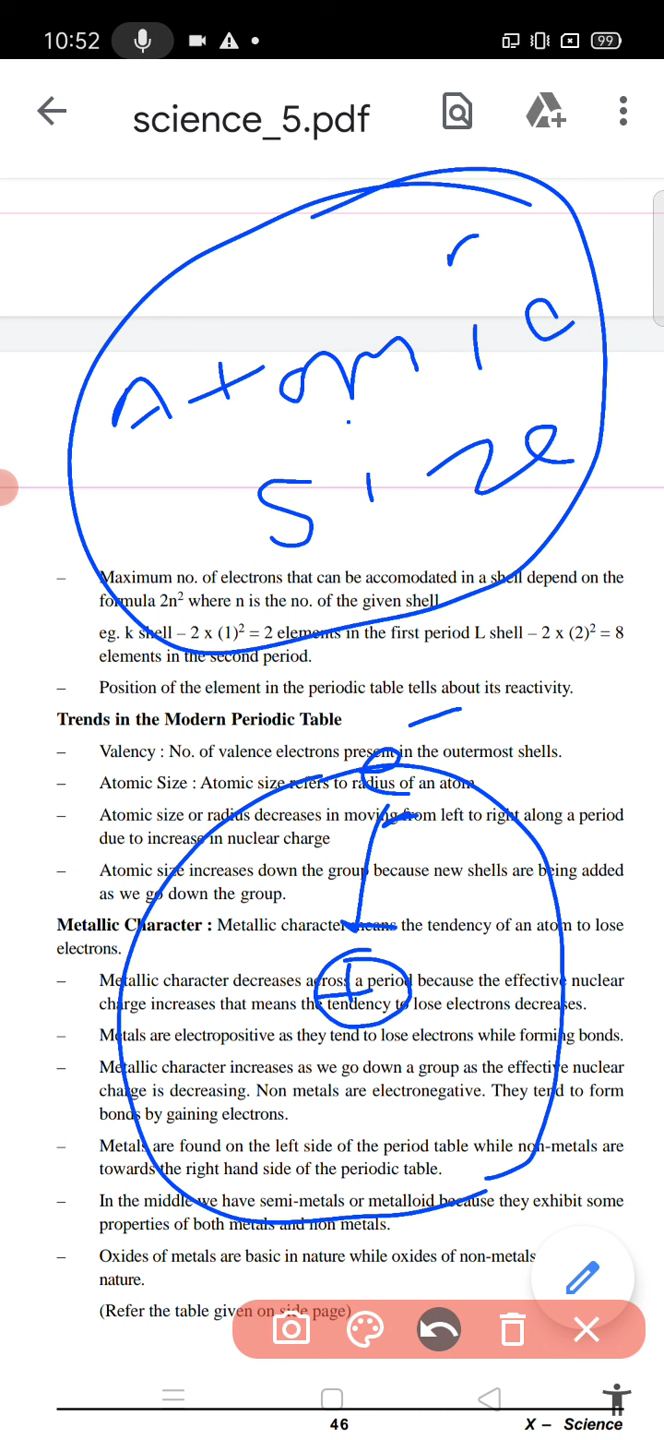 10:52 99
science_5.pdf
r
Atomic
size
– Maximum no. of electrons that can be accomodated in a shell depend on the
formula 2n² where n is the no. of the given shell
eg. k shell – 2 x (1)² = 2 elements in the first period L shell – 2 x (2)² = 8
elements in the second period.
– Position of the element in the periodic table tells about its reactivity.
Trends in the Modern Periodic Table
– Valency : No. of valence electrons present in the outermost shells.
– Atomic Size : Atomic size refers to radius of an atom
– Atomic size or radius decreases in moving from left to right along a period
due to increase in nuclear charge
– Atomic size increases down the group because new shells are being added
as we go down the group.
Metallic Character : Metallic character means the tendency of an atom to lose
electrons.
– Metallic character decreases across a period because the effective nuclear
charge increases that means the tendency to lose electrons decreases.
– Metals are electropositive as they tend to lose electrons while forming bonds.
– Metallic character increases as we go down a group as the effective nuclear
charge is decreasing. Non metals are electronegative. They tend to form
bonds by gaining electrons.
– Metals are found on the left side of the period table while non-metals are
towards the right hand side of the periodic table.
– In the middle we have semi-metals or metalloid because they exhibit some
properties of both metals and non metals.
– Oxides of metals are basic in nature while oxides of non-metals
nature.
(Refer the table given on side page)
46 X – Science